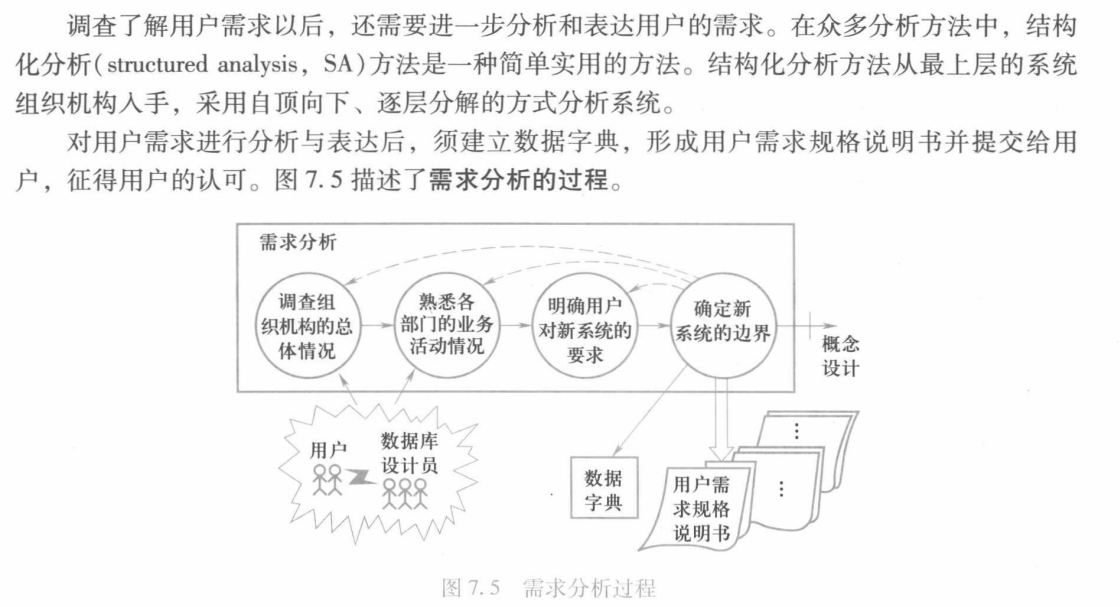 调查了解用户需求以后，还需要进一步分析和表达用户的需求。在众多分析方法中，结构
化分析(structured analysis，SA)方法是一种简单实用的方法。结构化分析方法从最上层的系统
组织机构入手，采用自顶向下、逐层分解的方式分析系统。
对用户需求进行分析与表达后，须建立数据字典，形成用户需求规格说明书并提交给用
户，征得用户的认可。图 7.5 描述了需求分析的过程。
需求分析
调查组
织机构的总
体情况
熟悉各
部门的业务
活动情况
明确用户
对新系统的
要求
确定新
系统的边界
概念
设计
用户
数据库
设计员
数据
字典
用户需
求规格
说明书
⋮
⋮
图 7.5 需求分析过程